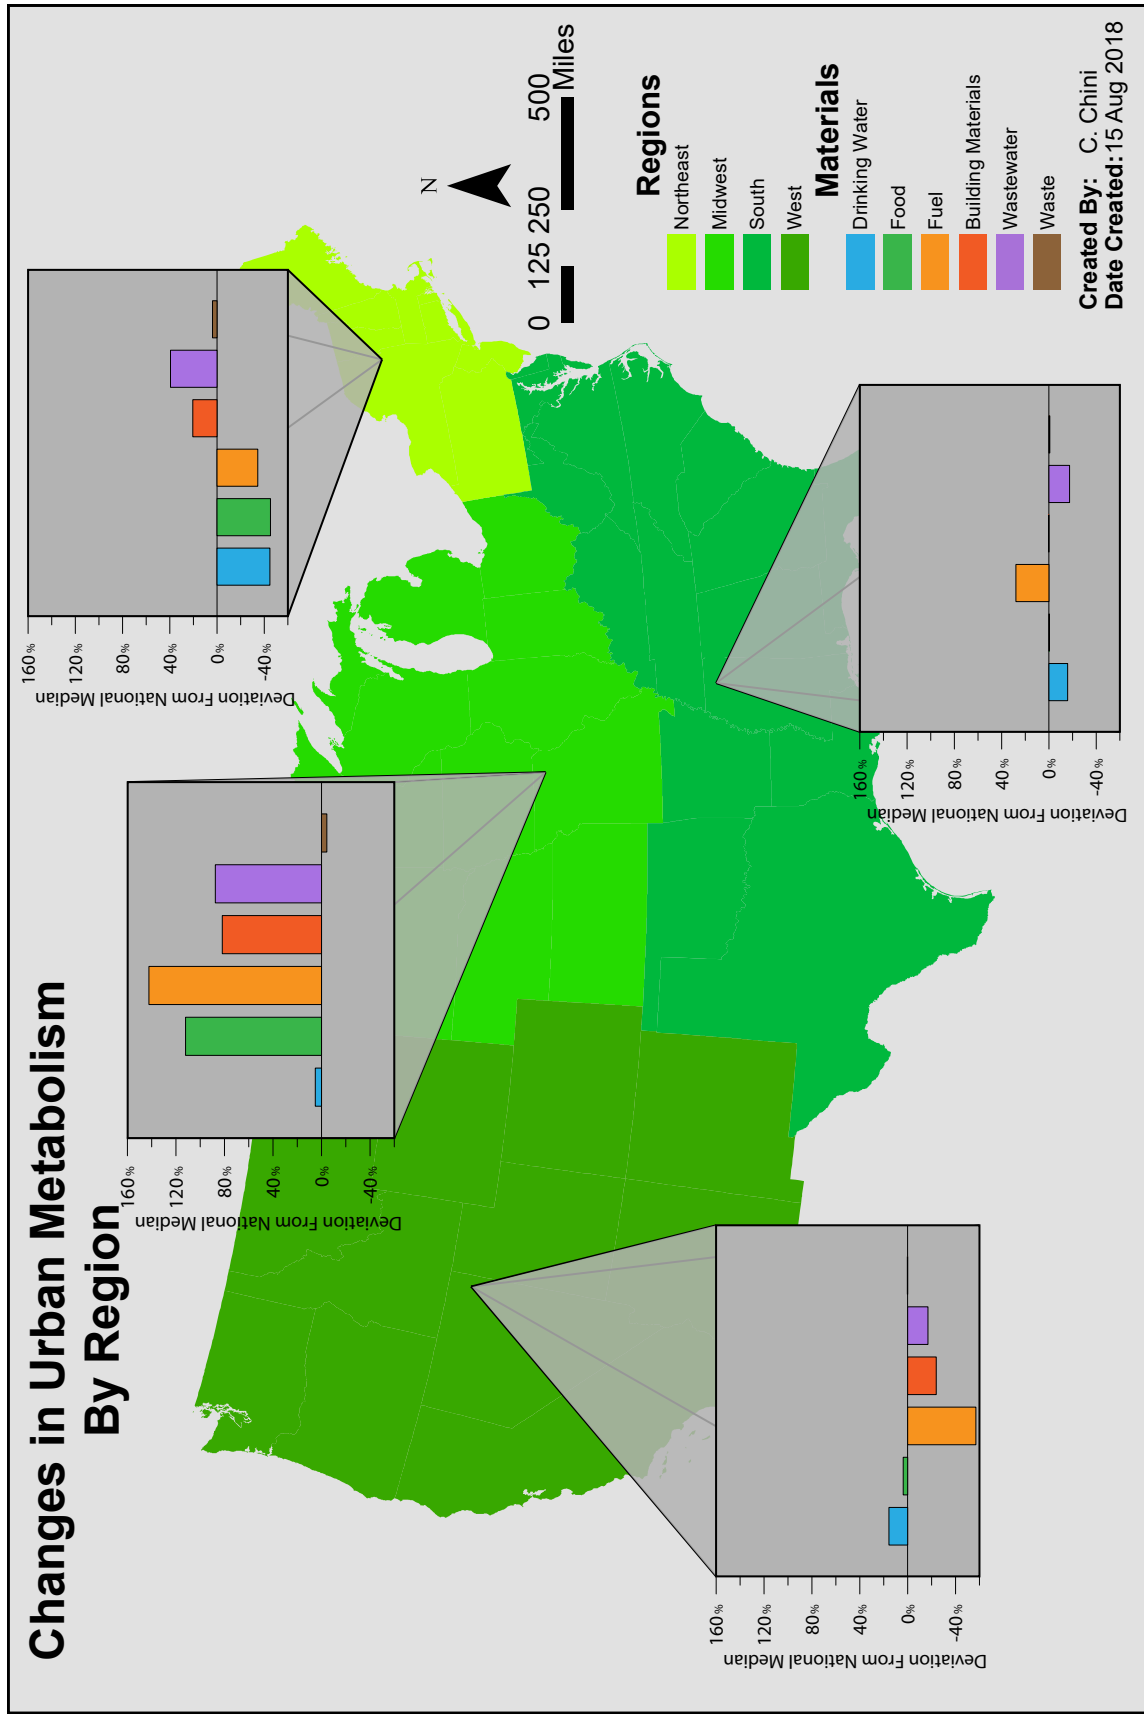 Changes in Urban Metabolism
By Region
160%
120%
80%
40%
0%
-40%
Deviation From National Median
160%
120%
80%
40%
0%
-40%
Deviation From National Median
160%
120%
80%
40%
0%
-40%
Deviation From National Median
160%
120%
80%
40%
0%
-40%
Deviation From National Median
N
0 125 250 500
Miles
Regions
Northeast
Midwest
South
West
Materials
Drinking Water
Food
Fuel
Building Materials
Wastewater
Waste
Created By: C. Chini
Date Created:15 Aug 2018